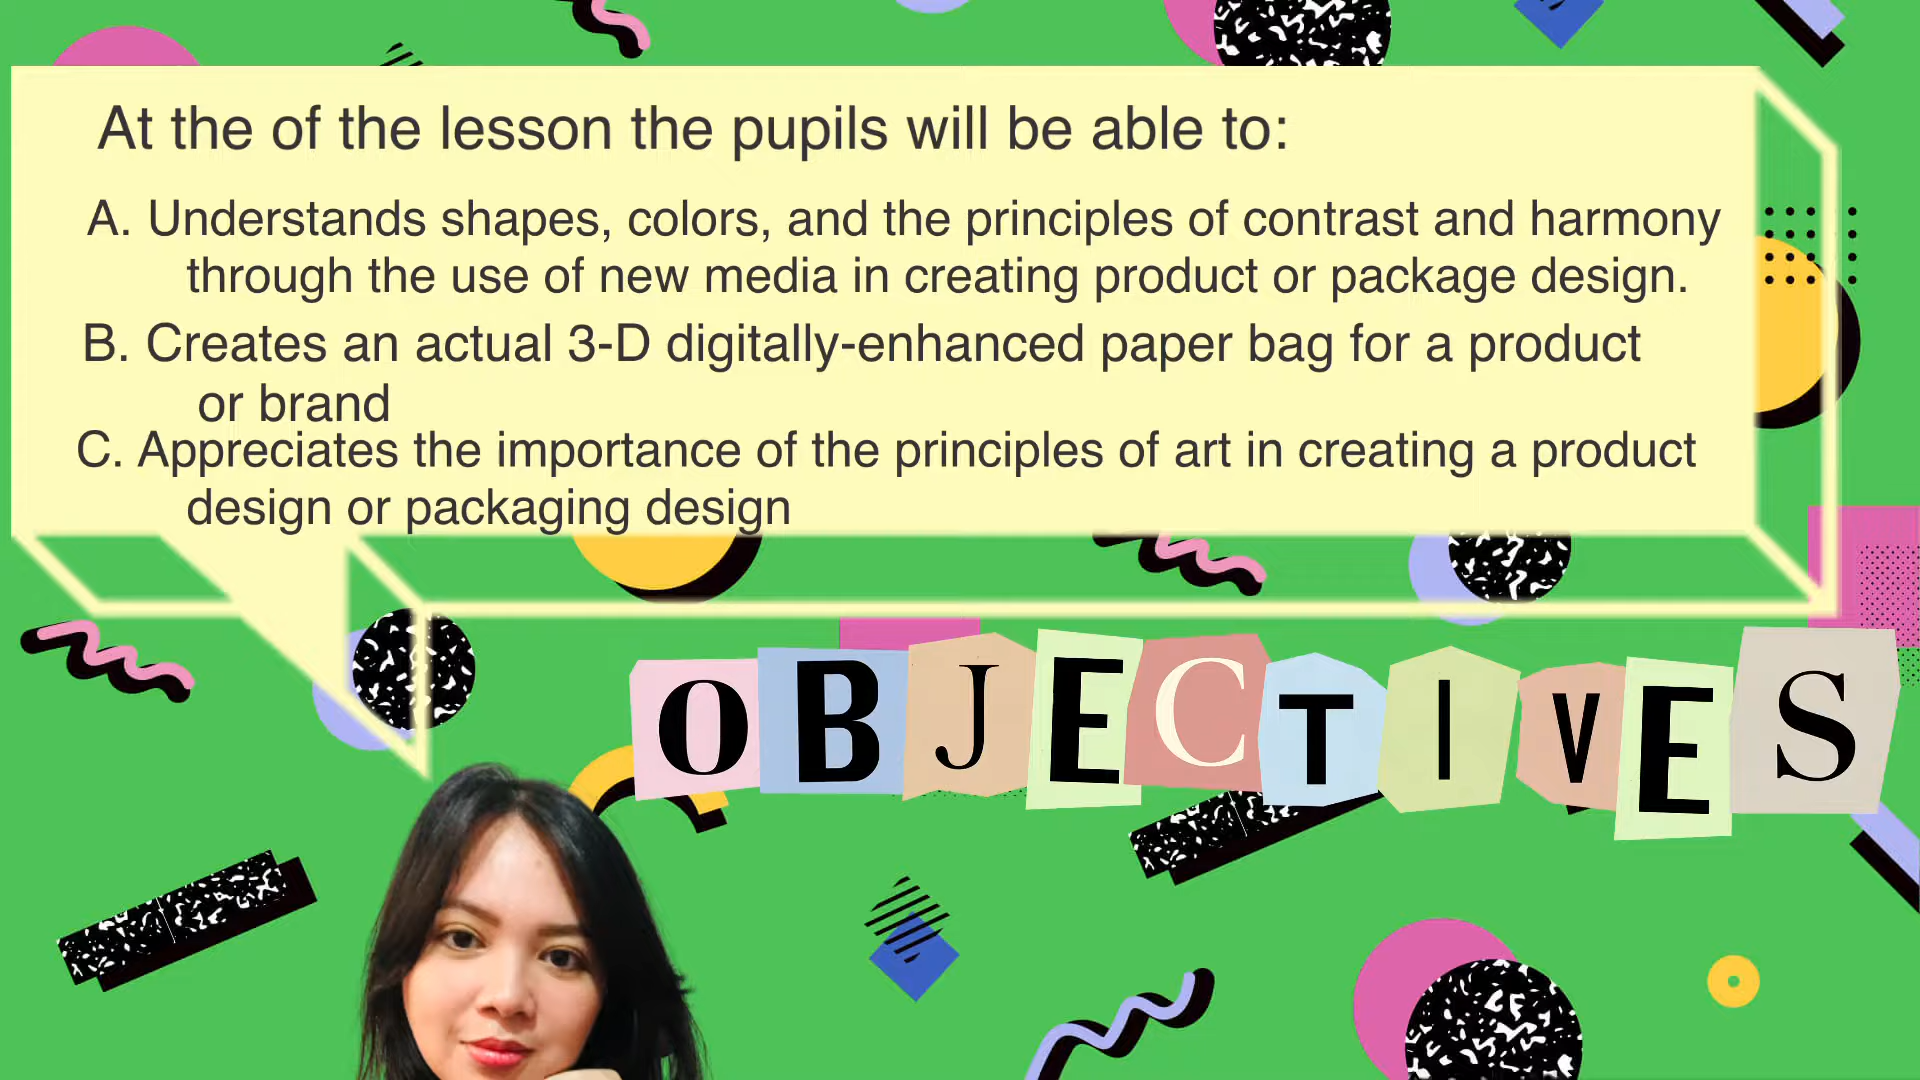 At the of the lesson the pupils will be able to:
A. Understands shapes, colors, and the principles of contrast and harmony
through the use of new media in creating product or package design.
B. Creates an actual 3-D digitally-enhanced paper bag for a product
or brand
C. Appreciates the importance of the principles of art in creating a product
design or packaging design
OBJECTIVES